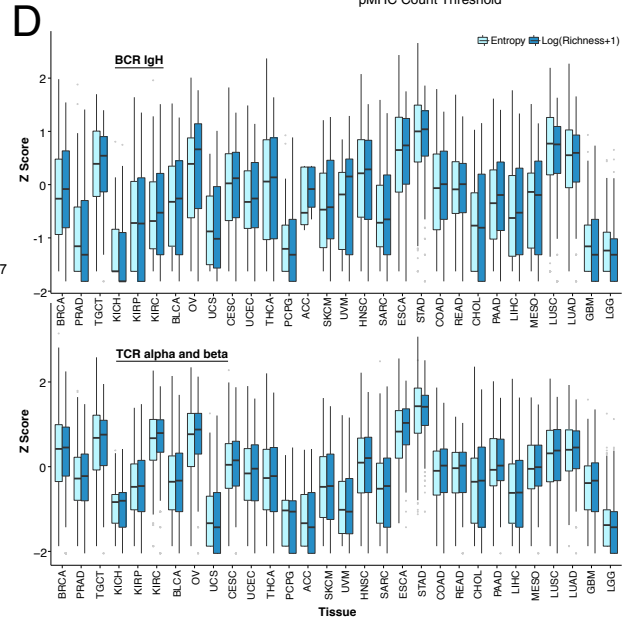 pMHC Count Threshold
D
Entropy Log(Richness+1)
BCR IgH
Z Score
2
1
0
-1
−2
7
BRCA PRAD TGCT KICH KIRP KIRC BLCA OV UCS CESC UCEC THCA PCPG ACC SKCM UVM HNSC SARC ESCA STAD COAD READ CHOL PAAD LIHC MESO LUSC LUAD GBM LGG
TCR alpha and beta
Z Score
2
0
−2
BRCA PRAD TGCT KICH KIRP KIRC BLCA OV UCS CESC UCEC THCA PCPG ACC SKCM UVM HNSC SARC ESCA STAD COAD READ CHOL PAAD LIHC MESO LUSC LUAD GBM LGG
Tissue